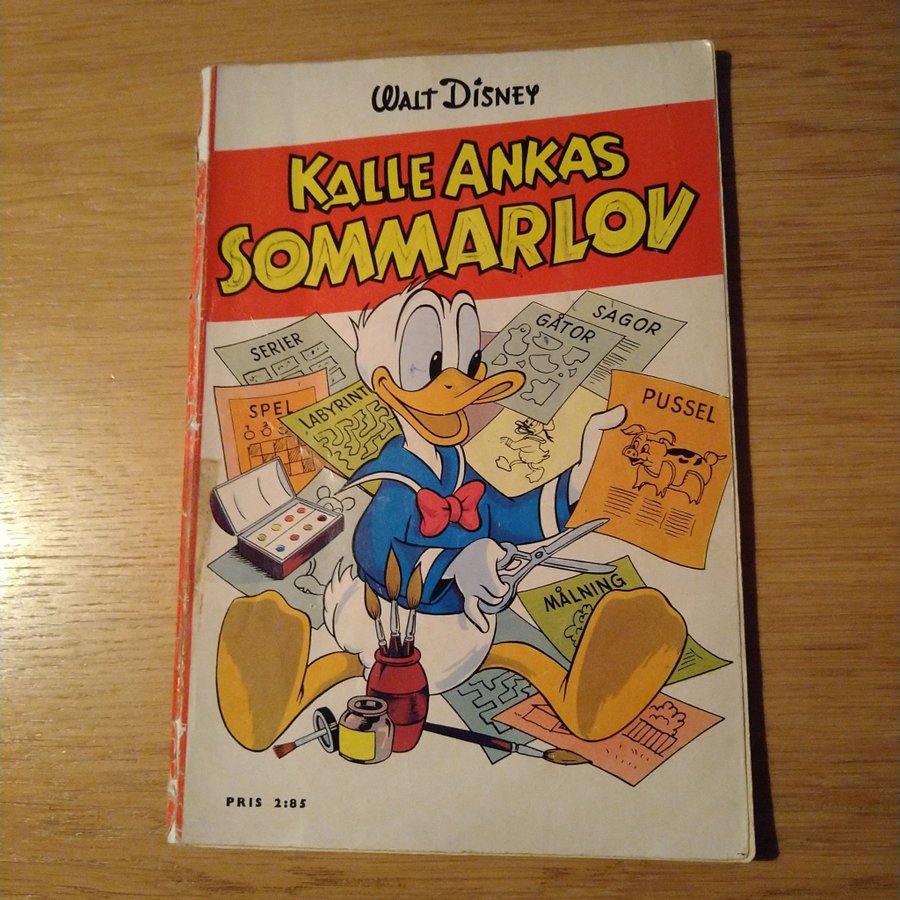 WALT DISNEY
KALLE ANKAS
SOMMARLOV
SERIER
SPEL
LABYRINT
GÅTOR
SAGOR
PUSSEL
MÅLNING
PRIS 2:85